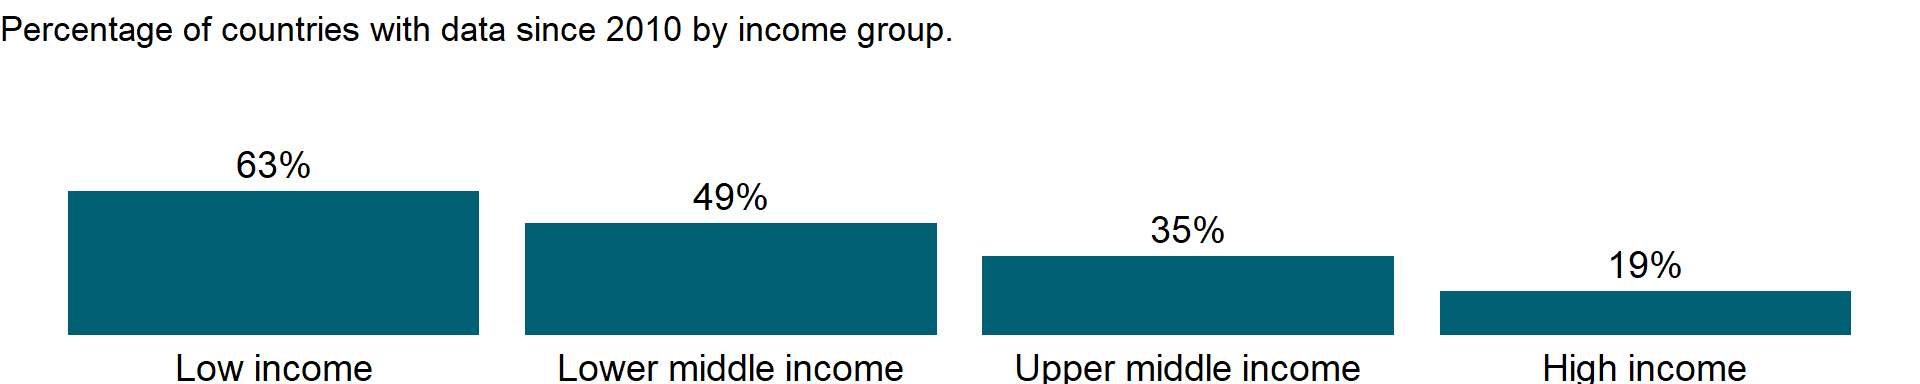 Percentage of countries with data since 2010 by income group.
63%
49%
35%
19%
Low income
Lower middle income
Upper middle income
High income